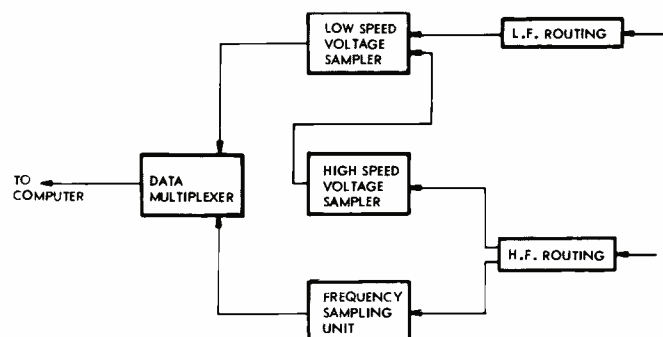 LOW SPEED
VOLTAGE
SAMPLER
L.F. ROUTING
TO
COMPUTER
DATA
MULTIPLEXER
HIGH SPEED
VOLTAGE
SAMPLER
H.F. ROUTING
FREQUENCY
SAMPLING
UNIT